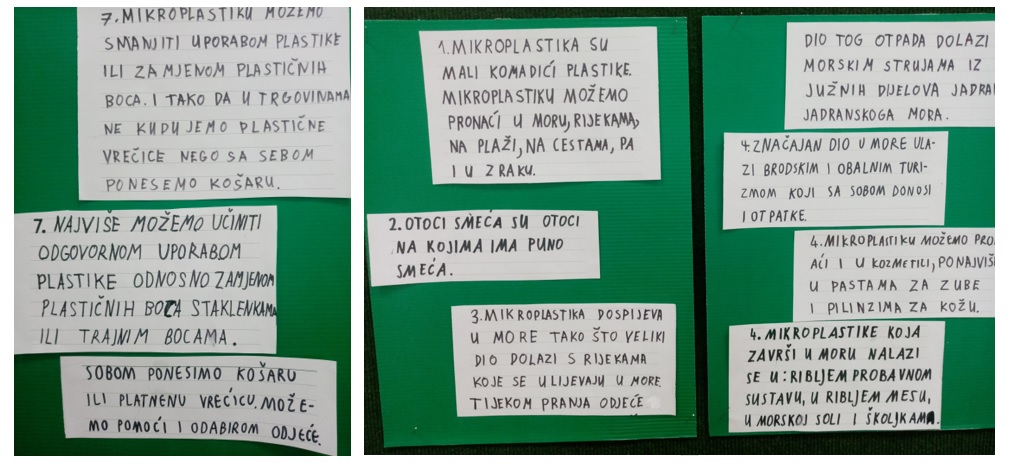 7. MIKROPLASTIKU MOŽEMO
SMANJITI UPORABOM PLASTIKE
ILI ZAMJENOM PLASTIČNIH
BOCA. I TAKO DA U TRGOVINAMA
NE KUPUJEMO PLASTIČNE
VREĆICE NEGO SA SEBOM
PONESEMO KOŠARU.
7. NAJVIŠE MOŽEMO UČINITI
ODGOVORNOM UPORABOM
PLASTIKE ODNOSNO ZAMJENOM
PLASTIČNIH BOCA STAKLENKAMA
ILI TRAJNIM BOCAMA.
SOBOM PONESIMO KOŠARU
ILI PLATNENU VREĆICU. MOŽE-
MO POMOĆI I ODABIROM ODJEĆE.
1. MIKROPLASTIKA SU
MALI KOMADIĆI PLASTIKE.
MIKROPLASTIKU MOŽEMO
PRONAĆI U MORU, RIJEKAMA,
NA PLAŽI, NA CESTAMA, PA
I U ZRAKU.
2. OTOCI SMEĆA SU OTOCI
NA KOJIMA IMA PUNO
SMEĆA.
3. MIKROPLASTIKA DOSPIJEVA
U MORE TAKO ŠTO VELIKI
DIO DOLAZI S RIJEKAMA
KOJE SE ULIJEVAJU U MORE.
TIJEKOM PRANJA ODJEĆE
DIO TOG OTPADA DOLAZI
MORSKIM STRUJAMA IZ
JUŽNIH DIJELOVA JADRA
JADRANSKOGA MORA.
4. ZNAČAJAN DIO U MORE ULA-
ZI BRODSKIM I OBALNIM TURI-
ZMOM KOJI SA SOBOM DONOSI
I OTPATKE.
4. MIKROPLASTIKU MOŽEMO PRO
AĆI I U KOZMETICI, PONAJVIŠE
U PASTAMA ZA ZUBE
I PILINZIMA ZA KOŽU.
4. MIKROPLASTIKE KOJA
ZAVRŠI U MORU NALAZI
SE U: RIBLJEM PROBAVNOM
SUSTAVU, U RIBLJEM MESU,
U MORSKOJ SOLI I ŠKOLJKAMA.